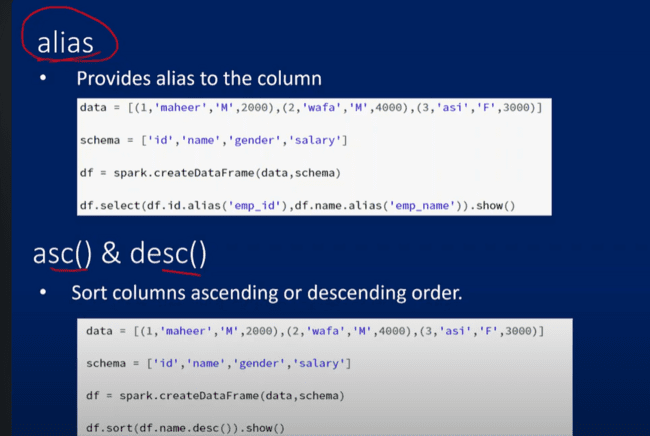 alias
• Provides alias to the column
data = [(1,'maheer','M',2000),(2,'wafa','M',4000),(3,'asi','F',3000)]
schema = ['id','name','gender','salary']
df = spark.createDataFrame(data,schema)
df.select(df.id.alias('emp_id'),df.name.alias('emp_name')).show()
asc() & desc()
• Sort columns ascending or descending order.
data = [(1,'maheer','M',2000),(2,'wafa','M',4000),(3,'asi','F',3000)]
schema = ['id','name','gender','salary']
df = spark.createDataFrame(data,schema)
df.sort(df.name.desc()).show()